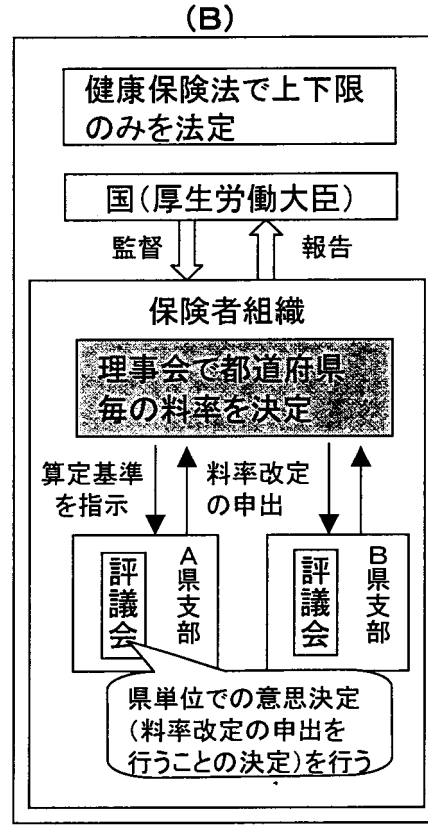 (B)
健康保険法で上下限
のみを法定
国(厚生労働大臣)
監督
報告
保険者組織
理事会で都道府県
毎の料率を決定
算定基準
を指示
料率改定
の申出
評議会
A県支部
評議会
B県支部
県単位での意思決定
(料率改定の申出を
行うことの決定)を行う